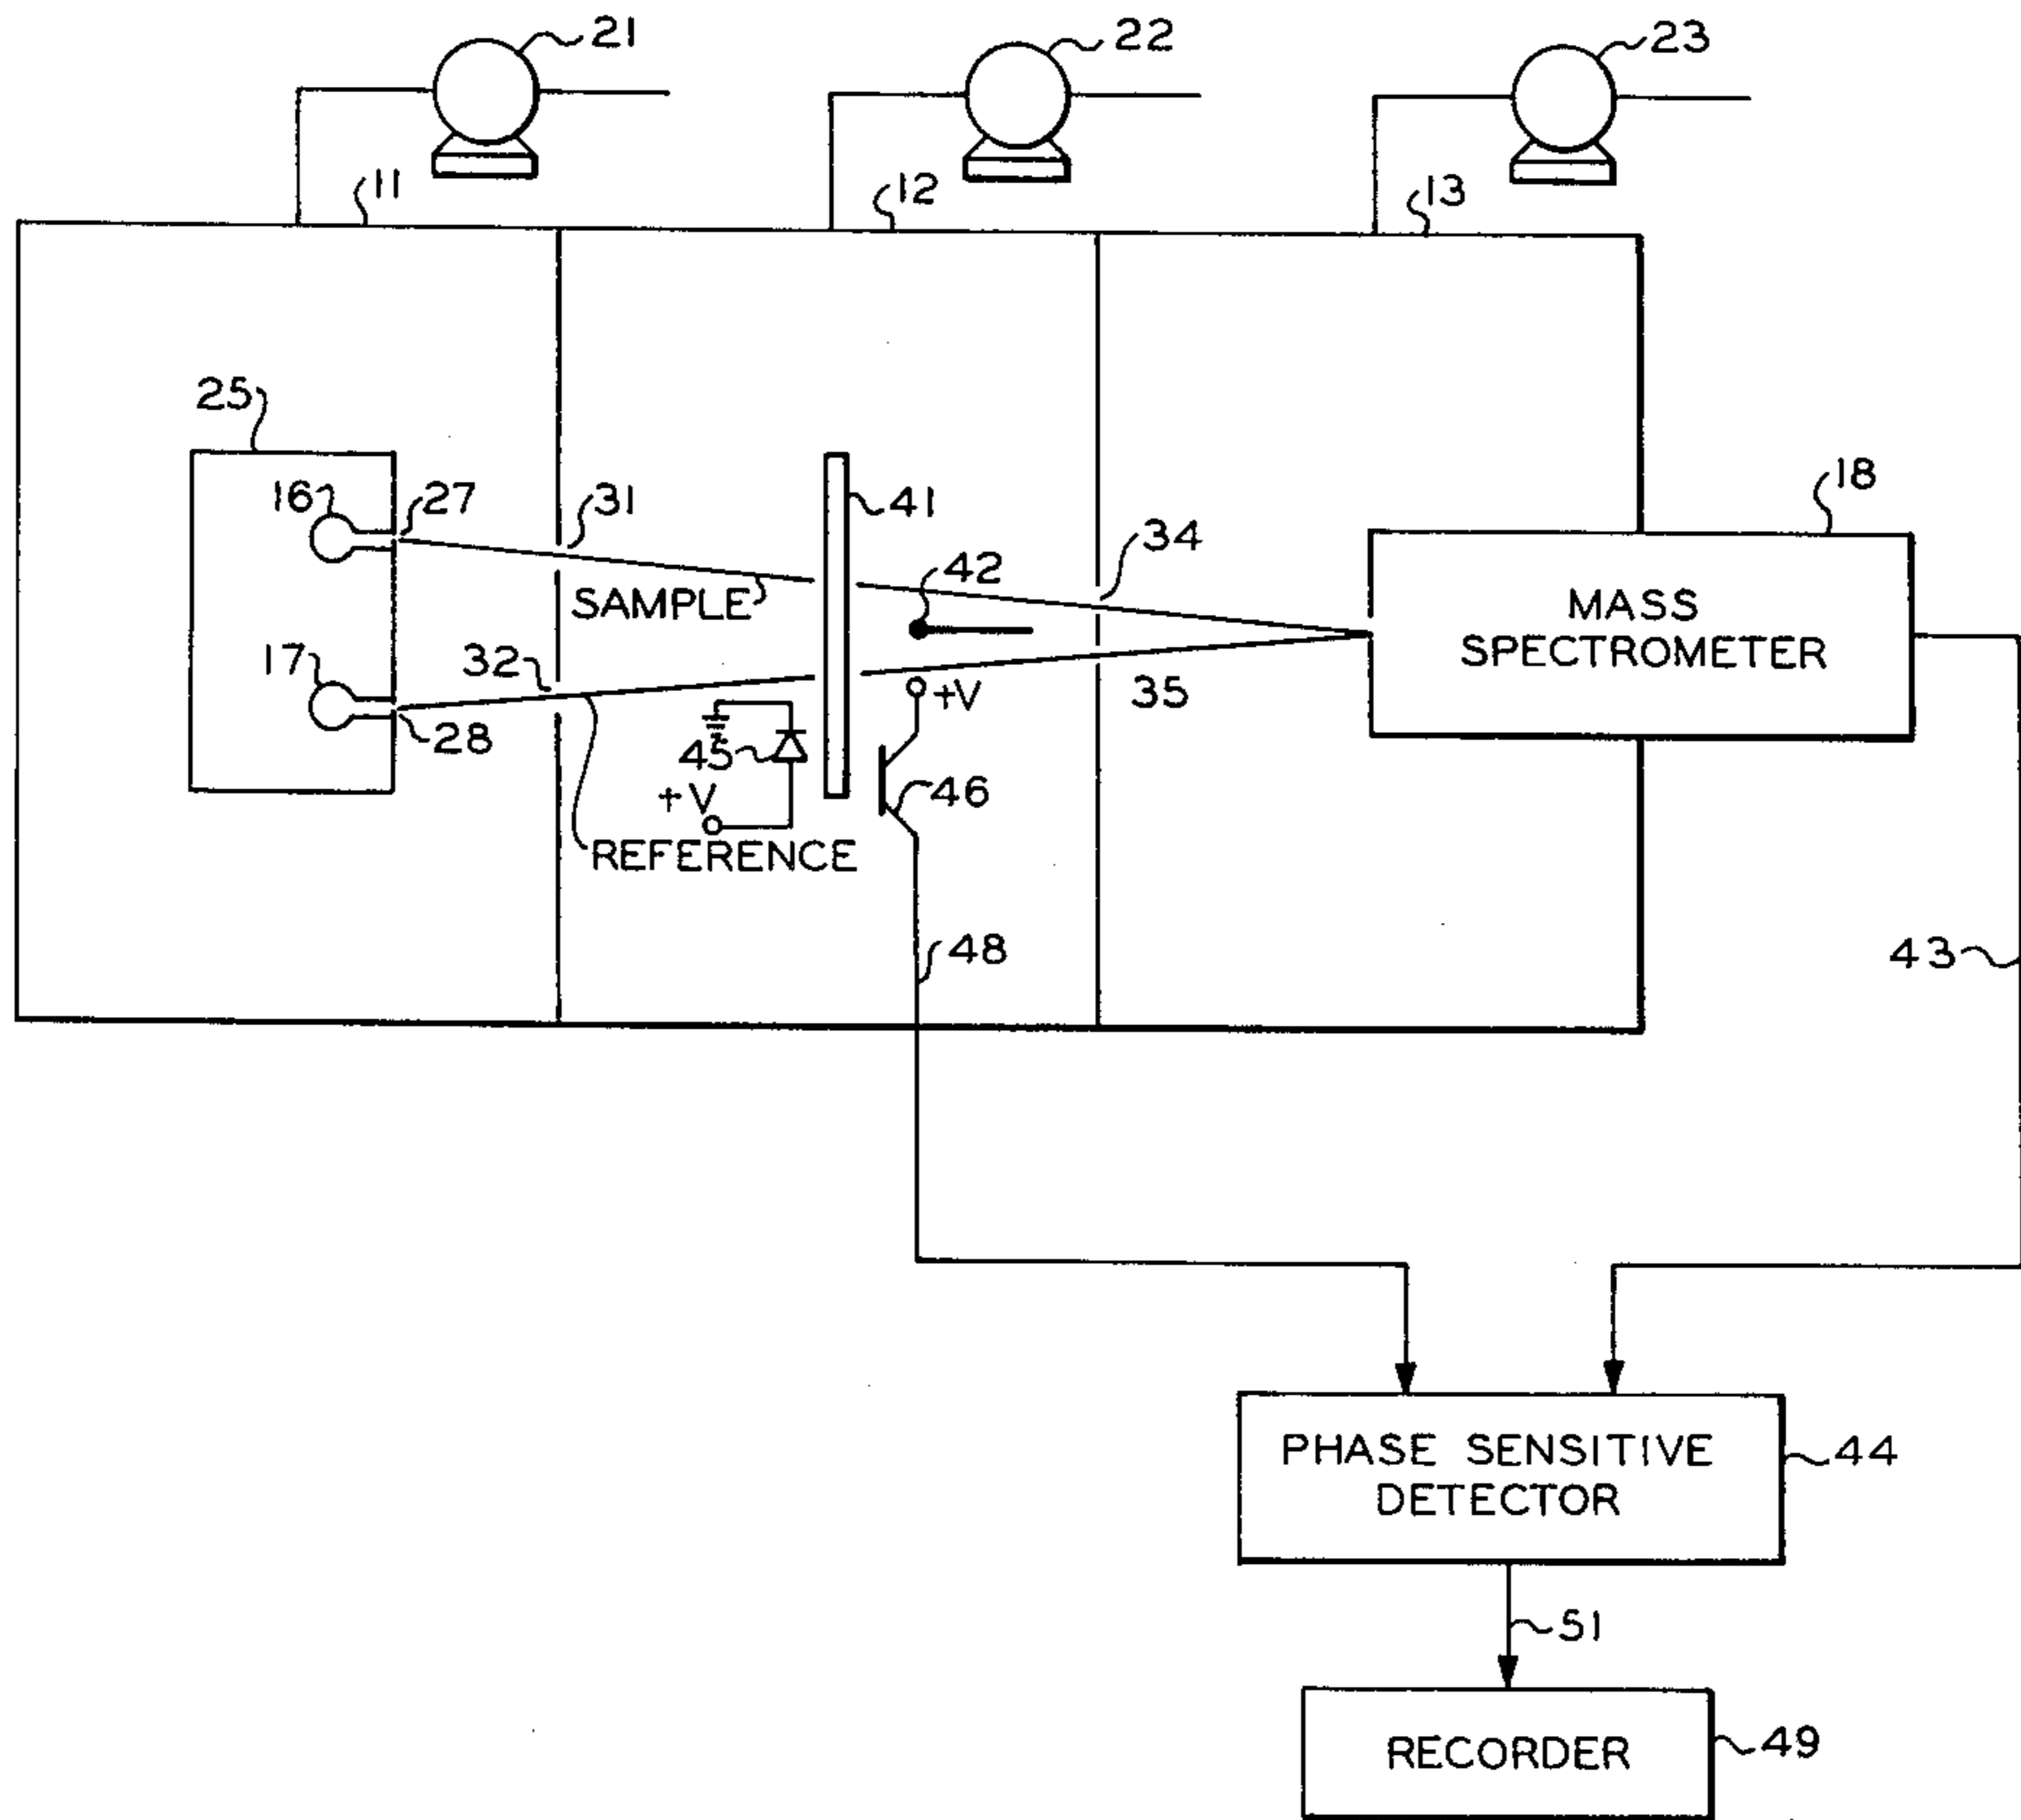 21
22
23
11
12
13
25
16
27
31
41
34
18
42
SAMPLE
MASS
SPECTROMETER
17
32
28
35
+V
45
+V
46
REFERENCE
48
43
PHASE SENSITIVE
DETECTOR
44
51
RECORDER
49